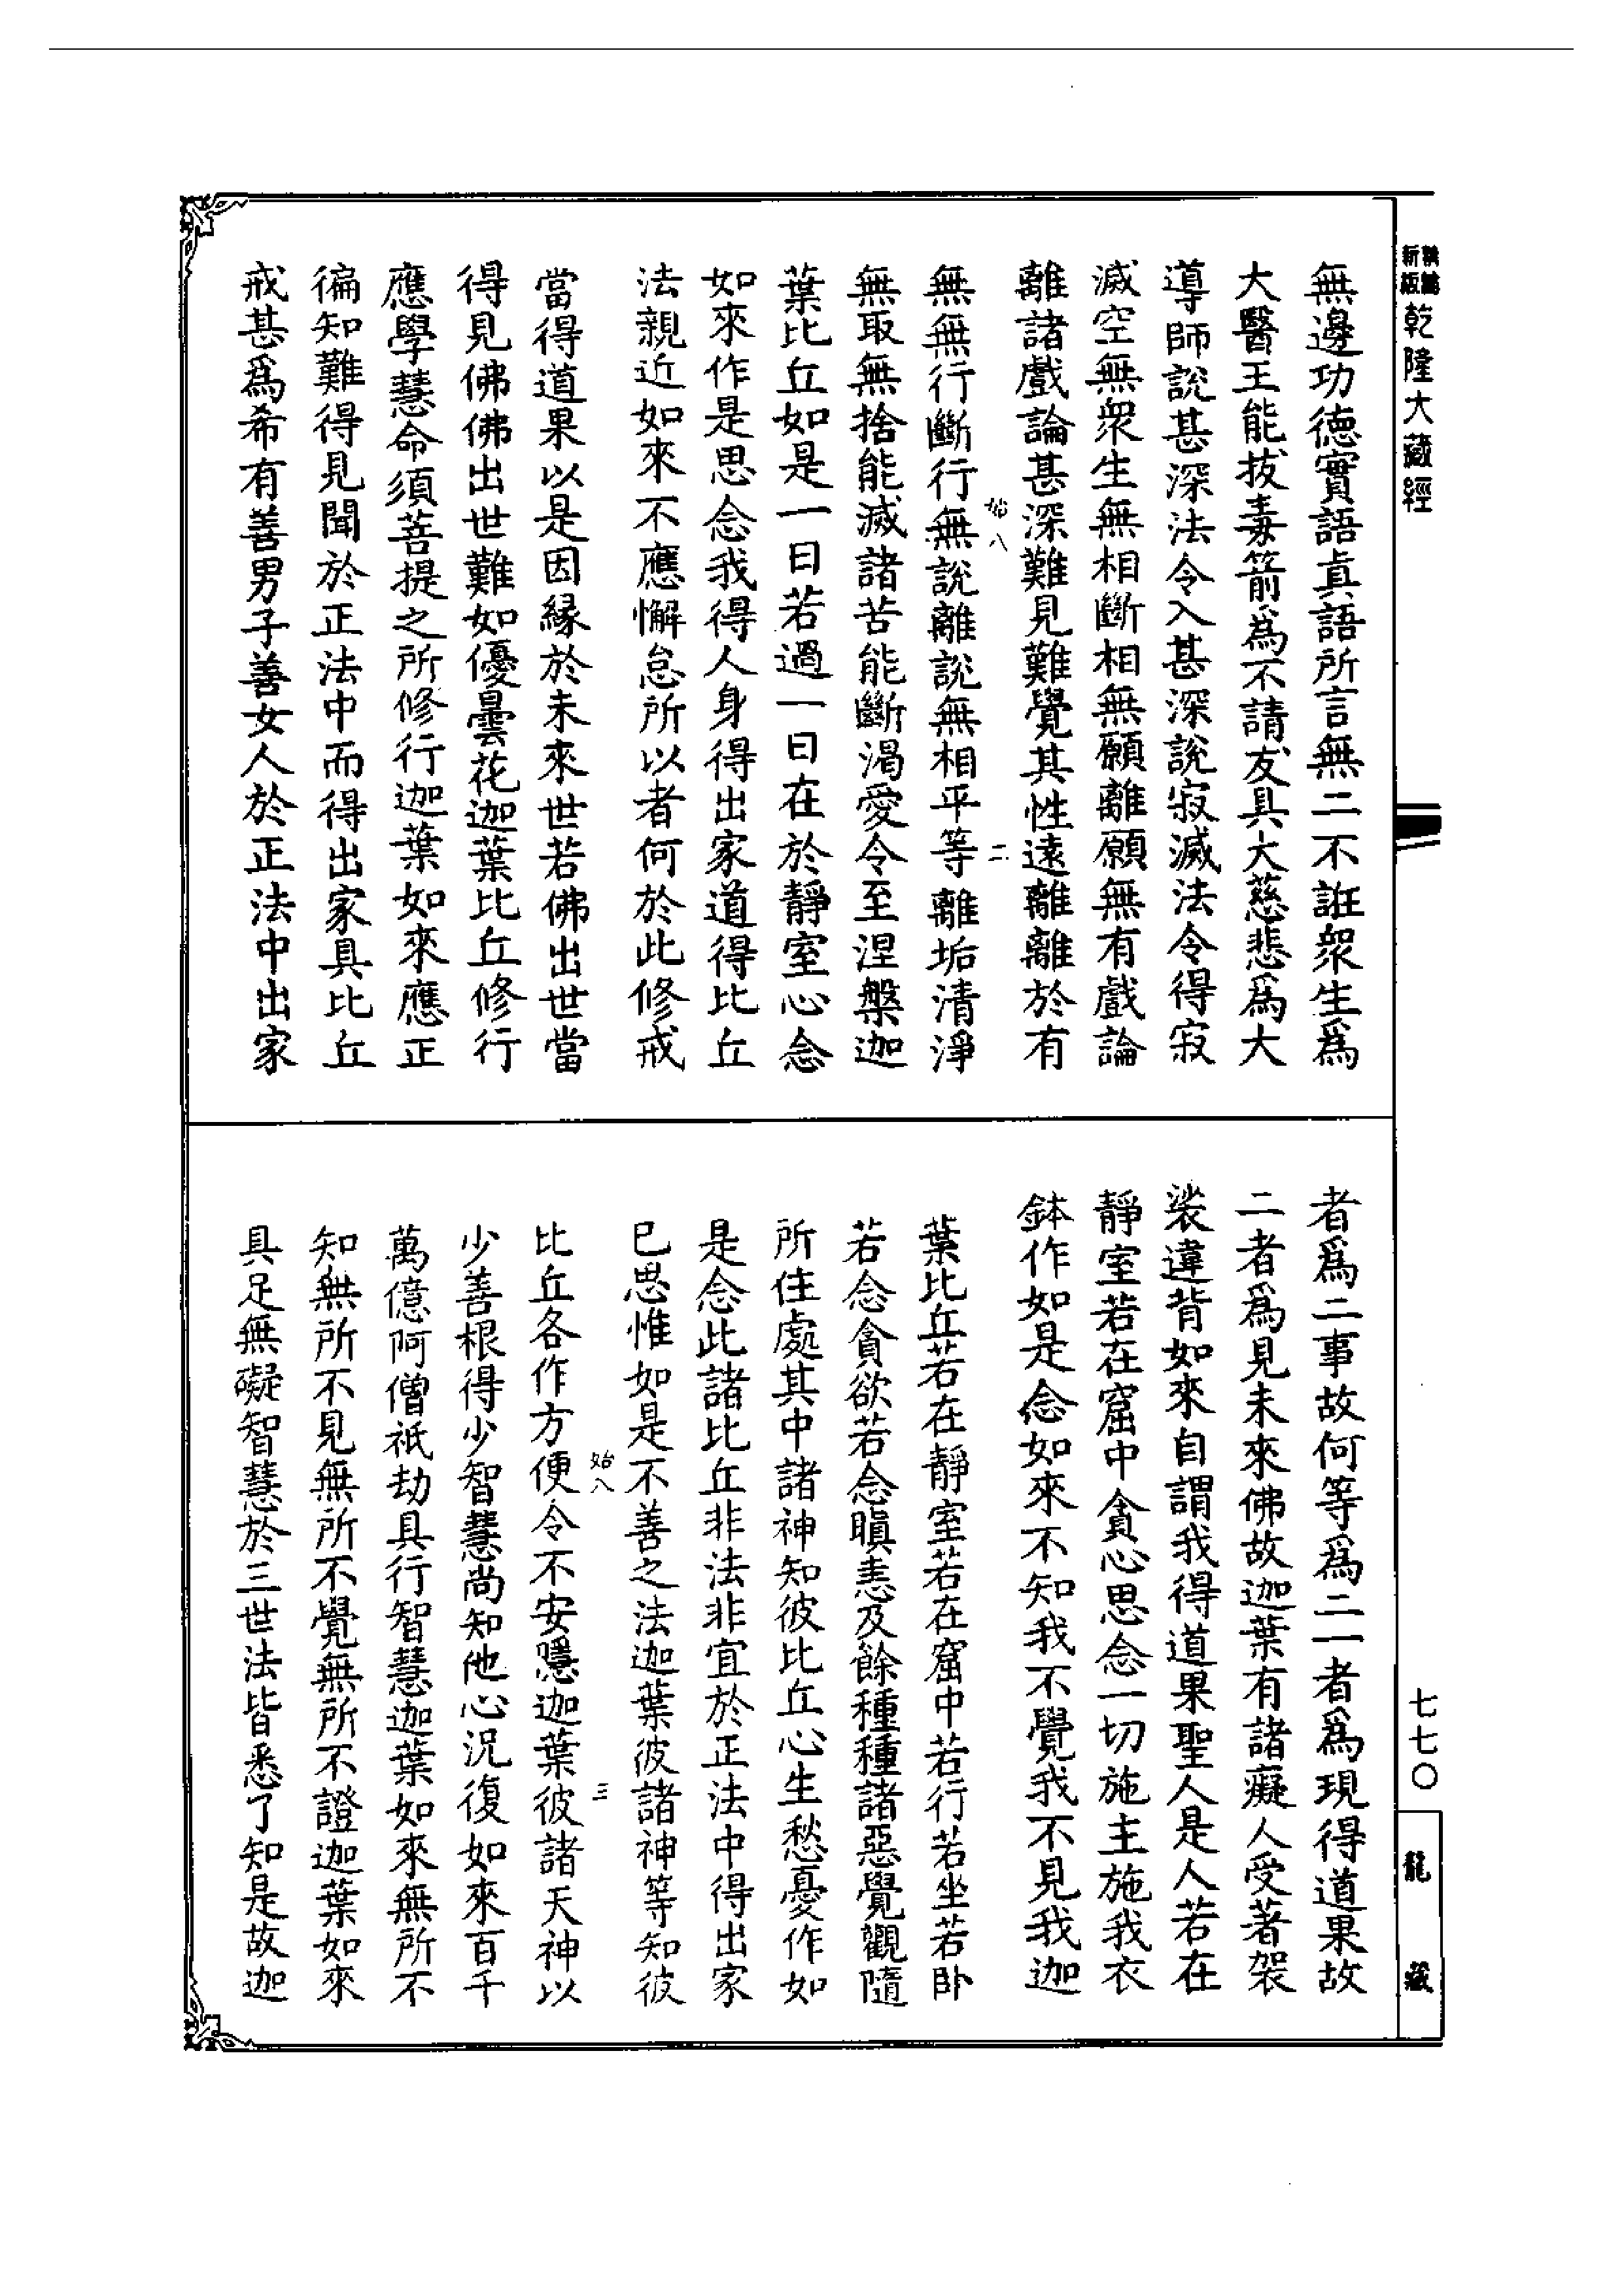 新版
乾隆大藏經
無邊功德實語真語所言無二不誑眾生爲
大醫王能拔毒箭爲不請友具大慈悲爲大
導師說甚深法令入甚深說寂滅法令得寂
滅空無眾生無相斷相無願離願無有戲論
離諸戲論甚深難見難覺其性遠離離於有
始八
二
無無行斷行無說離說無相平等離垢清淨
無取無捨能滅諸苦能斷渴愛令至涅槃迦
葉比丘如是一日若過一日在於靜室心念
如來作是思念我得人身得出家道得比丘
法親近如來不應懈怠所以者何於此修戒
當得道果以是因緣於未來世若佛出世當
得見佛佛出世難如優曇花迦葉比丘修行
應學慧命須菩提之所修行迦葉如來應正
徧知難得見聞於正法中而得出家具比丘
戒甚爲希有善男子善女人於正法中出家
者爲二事故何等爲二一者爲現得道果故
二者爲見未來佛故迦葉有諸癡人受著袈
裟違背如來自謂我得道果聖人是人若在
靜室若在窟中貪心思念一切施主施我衣
鉢作如是念如來不知我不覺我不見我迦
葉比丘若在靜室若在窟中若行若坐若卧
若念貪欲若念瞋恚及餘種種諸惡覺觀隨
所住處其中諸神知彼比丘心生愁憂作如
是念此諸比丘非法非宜於正法中得出家
已思惟如是不善之法迦葉彼諸神等知彼
始八
三
比丘各作方便令不安隱迦葉彼諸天神以
少善根得少智慧尚知他心況復如來百千
萬億阿僧祇劫具行智慧迦葉如來無所不
知無所不見無所不覺無所不證迦葉如來
具足無礙智慧於三世法皆悉了知是故迦
七七〇
龍藏